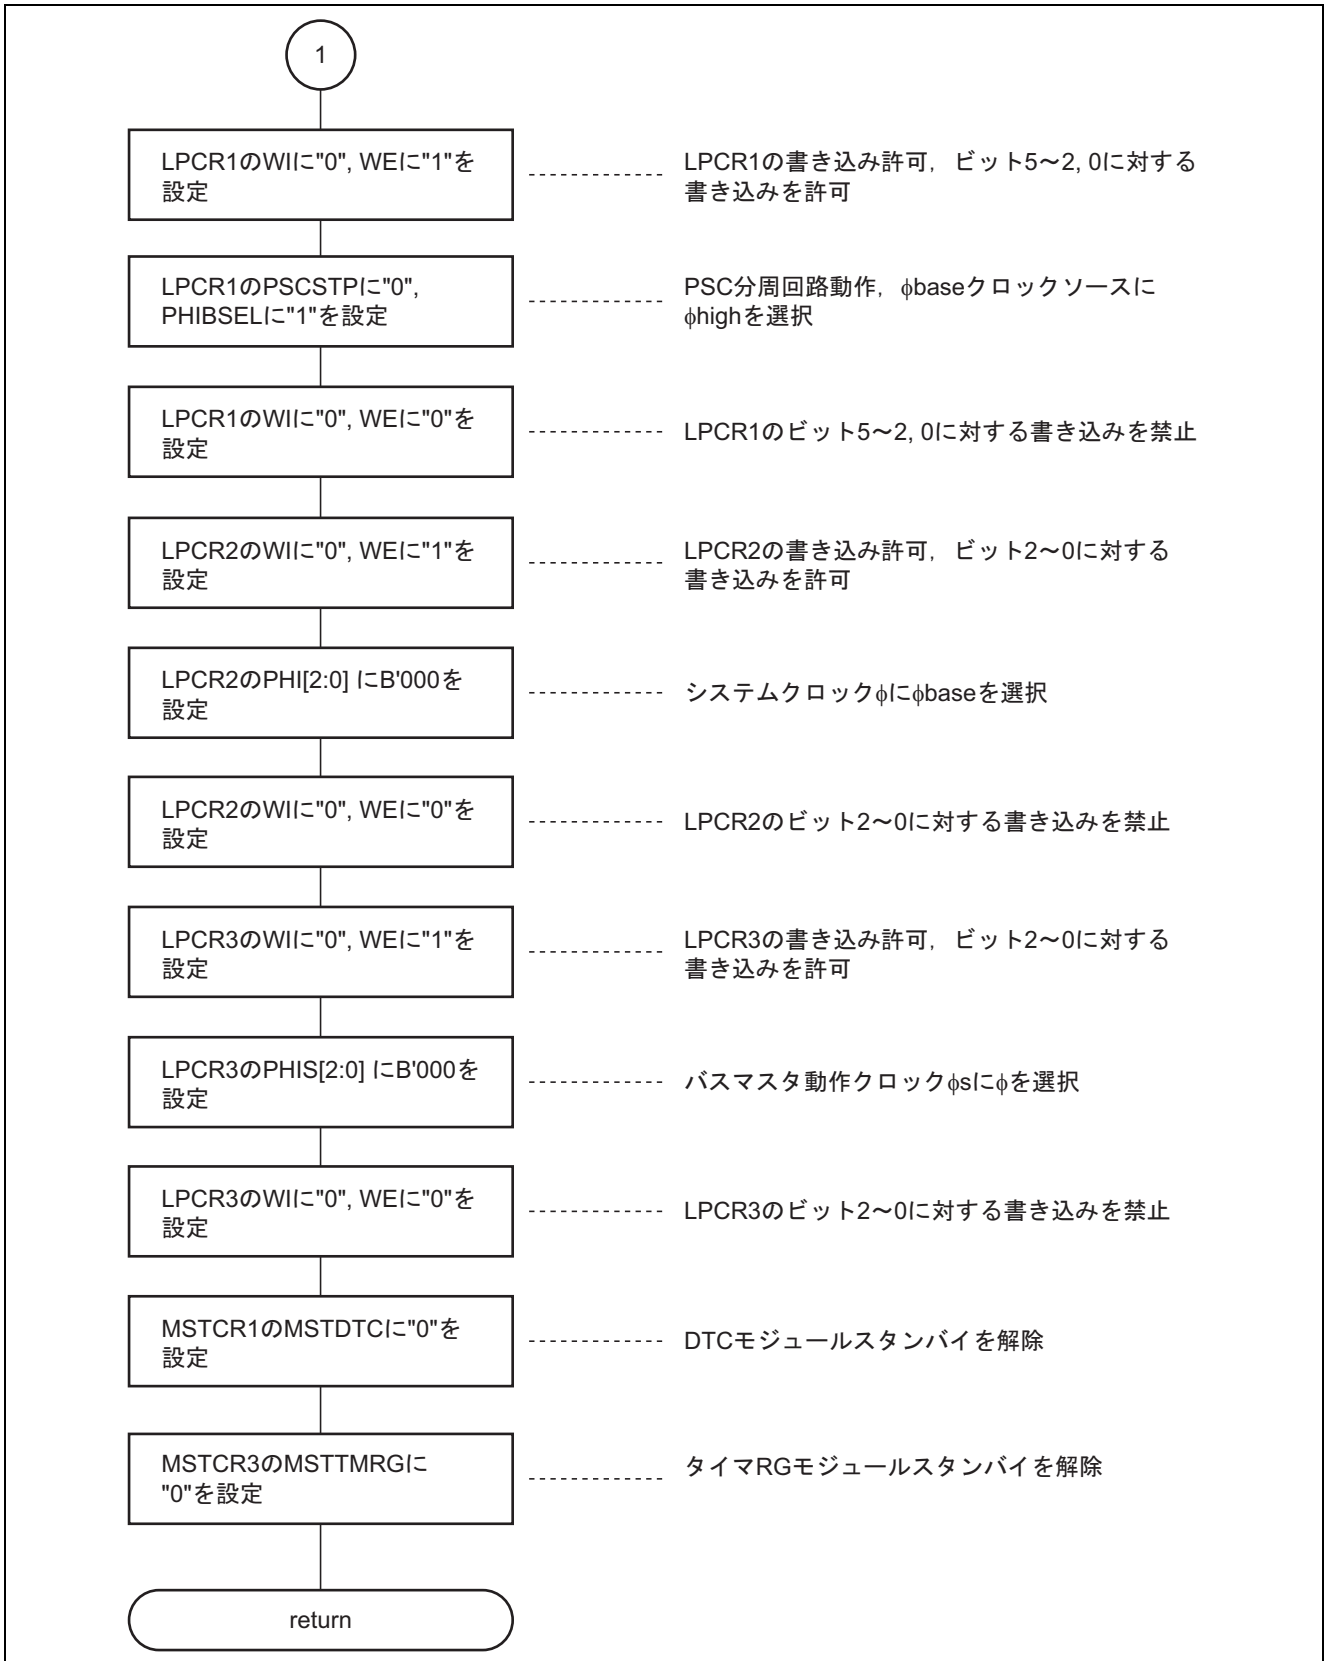 1
LPCR1のWIに"0", WEに"1"を
設定
LPCR1の書き込み許可，ビット5～2, 0に対する
書き込みを許可
LPCR1のPSCSTPに"0",
PHIBSELに"1"を設定
PSC分周回路動作，φbaseクロックソースに
φhighを選択
LPCR1のWIに"0", WEに"0"を
設定
LPCR1のビット5～2, 0に対する書き込みを禁止
LPCR2のWIに"0", WEに"1"を
設定
LPCR2の書き込み許可，ビット2～0に対する
書き込みを許可
LPCR2のPHI[2:0] にB'000を
設定
システムクロックφにφbaseを選択
LPCR2のWIに"0", WEに"0"を
設定
LPCR2のビット2～0に対する書き込みを禁止
LPCR3のWIに"0", WEに"1"を
設定
LPCR3の書き込み許可，ビット2～0に対する
書き込みを許可
LPCR3のPHIS[2:0] にB'000を
設定
バスマスタ動作クロックφsにφを選択
LPCR3のWIに"0", WEに"0"を
設定
LPCR3のビット2～0に対する書き込みを禁止
MSTCR1のMSTDTCに"0"を
設定
DTCモジュールスタンバイを解除
MSTCR3のMSTTMRGに
"0"を設定
タイマRGモジュールスタンバイを解除
return